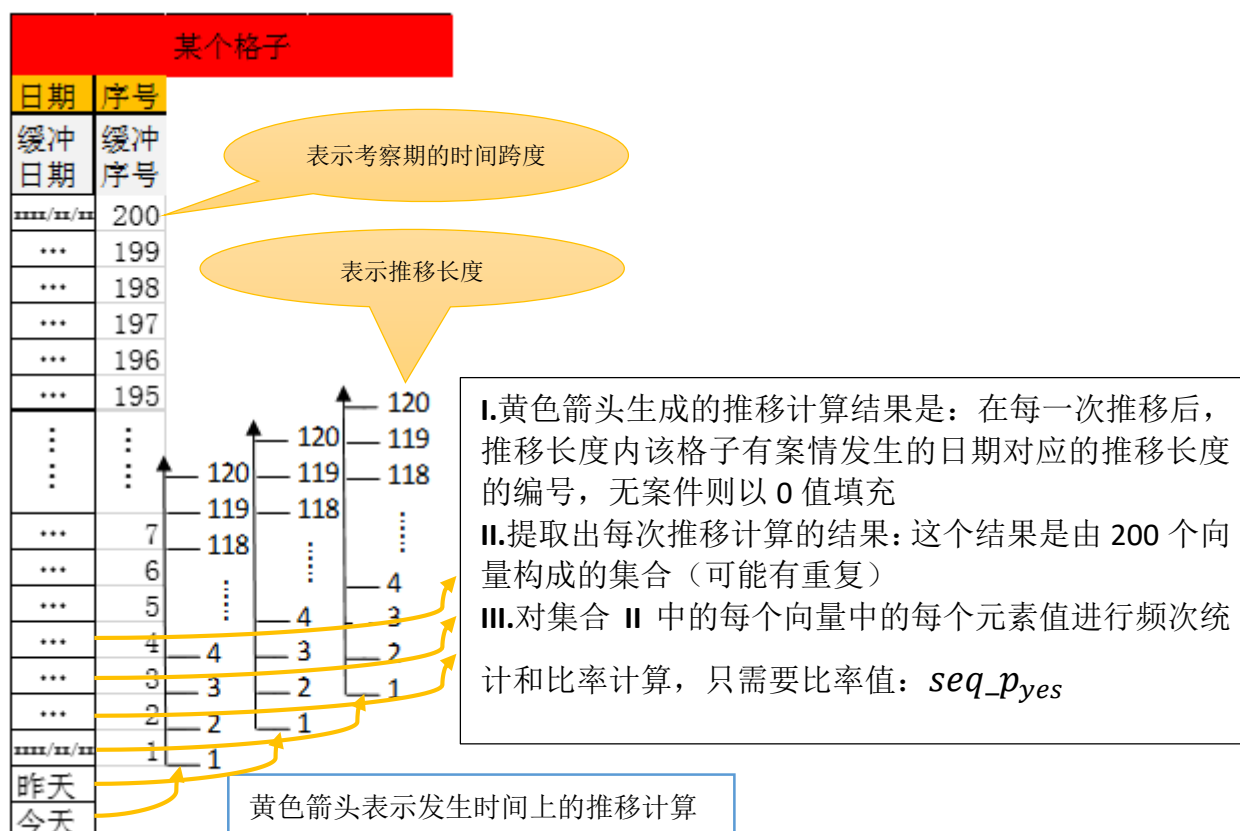 某个格子
日期 序号
缓冲 缓冲
日期 序号
表示考察期的时间跨度
xxxx/xx/xx 200
… 199
… 198
表示推移长度
… 197
… 196
… 195
⋮ ⋮
120
120 119
120 119 118
119 118 ⋮
118 ⋮
⋮
… 7
… 6
… 5
… 4
… 3
… 2
xxxx/xx/xx 1
4
4 3
4 3 2
3 2 1
2 1
1
昨天
今天
I.黄色箭头生成的推移计算结果是：在每一次推移后，
推移长度内该格子有案情发生的日期对应的推移长度
的编号，无案件则以 0 值填充
II.提取出每次推移计算的结果：这个结果是由 200 个向
量构成的集合（可能有重复）
III.对集合 II 中的每个向量中的每个元素值进行频次统
计和比率计算，只需要比率值：seq_p_yes
黄色箭头表示发生时间上的推移计算